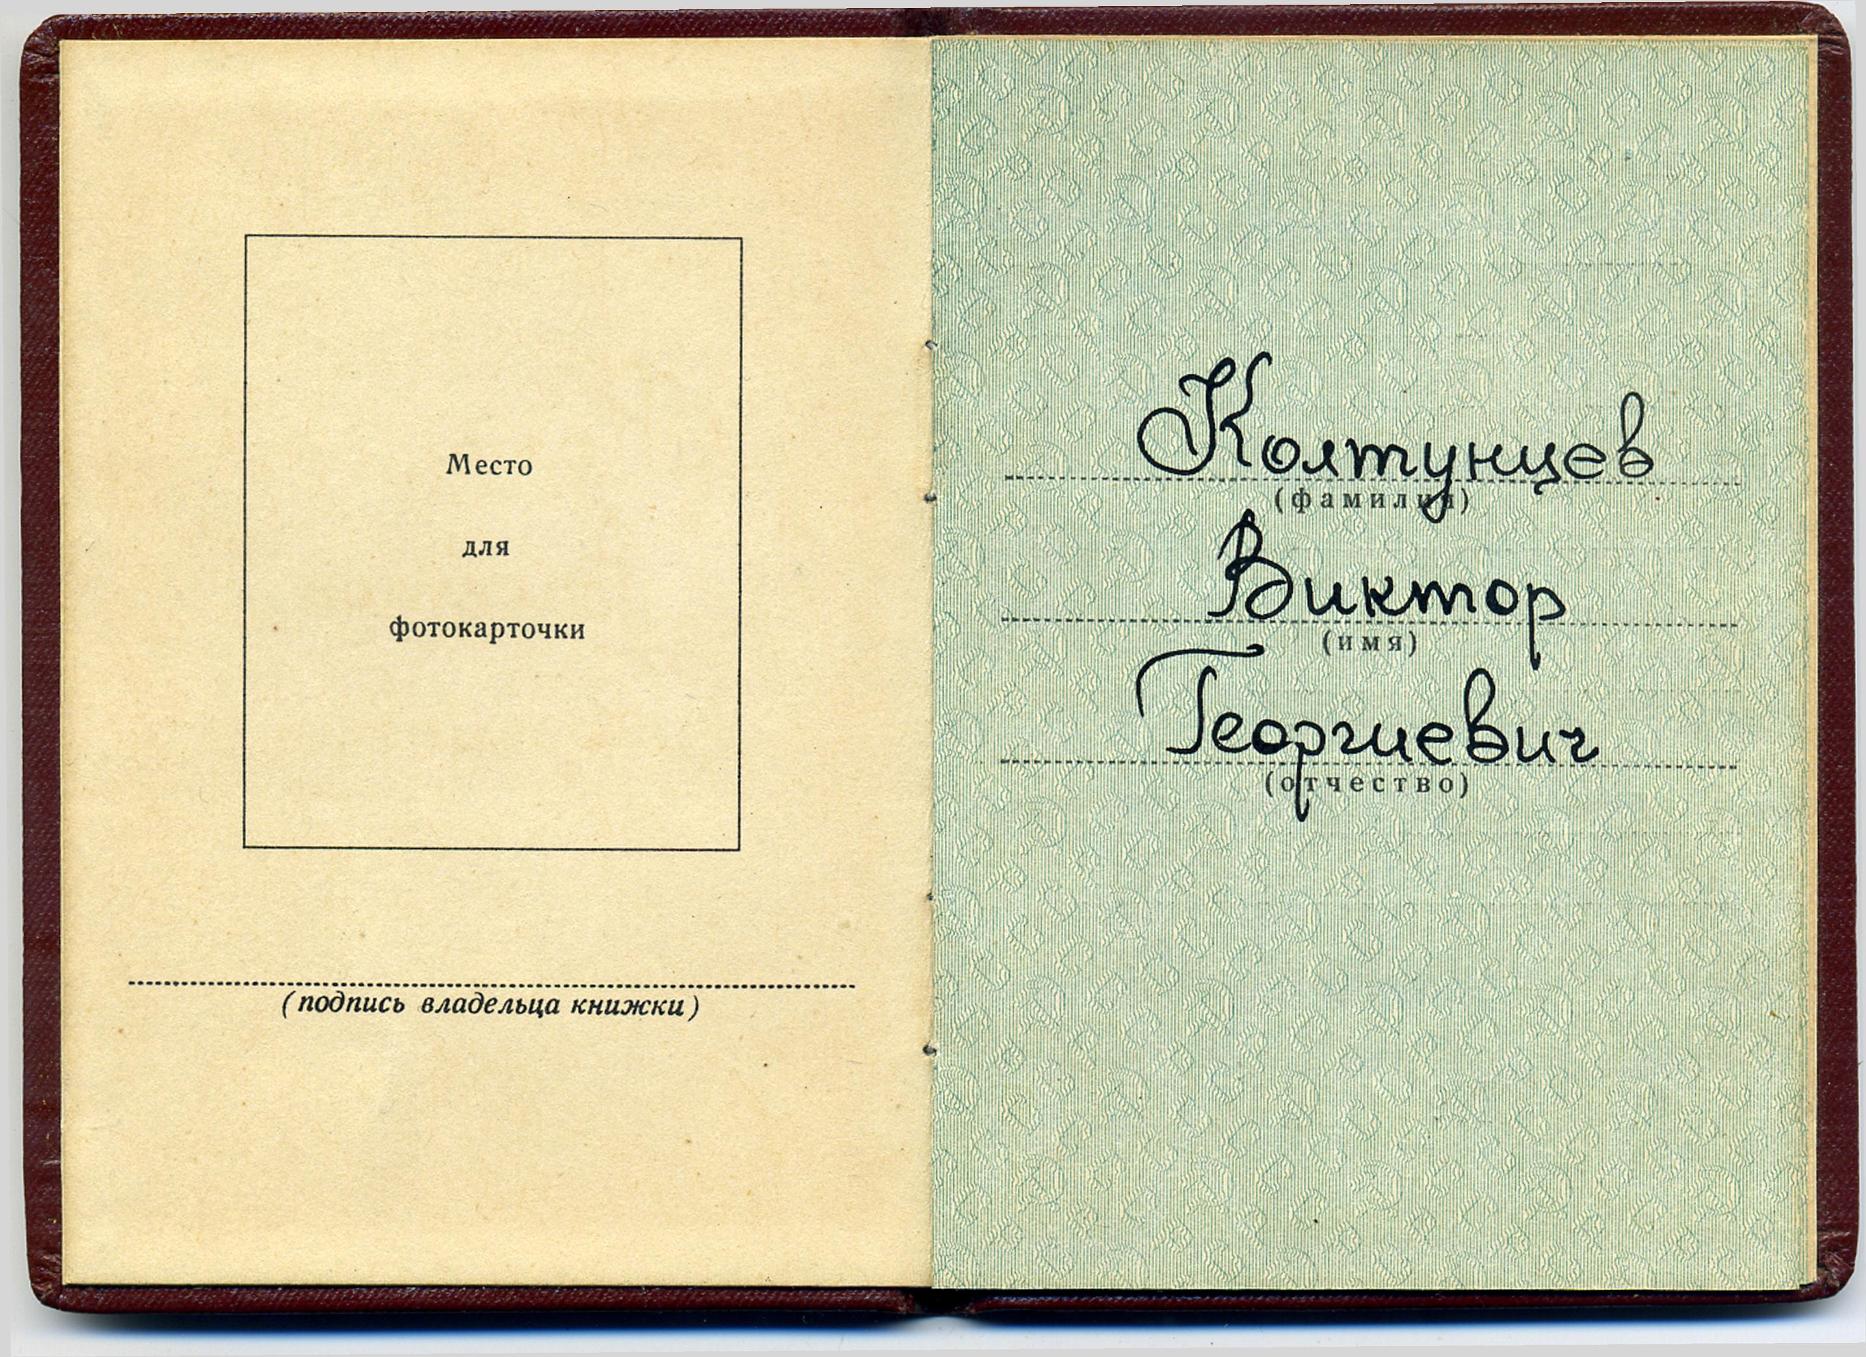 Место
для
фотокарточки
(подпись владельца книжки)
Колтунцев
(фамилия)
Виктор
(имя)
Георгиевич
(отчество)